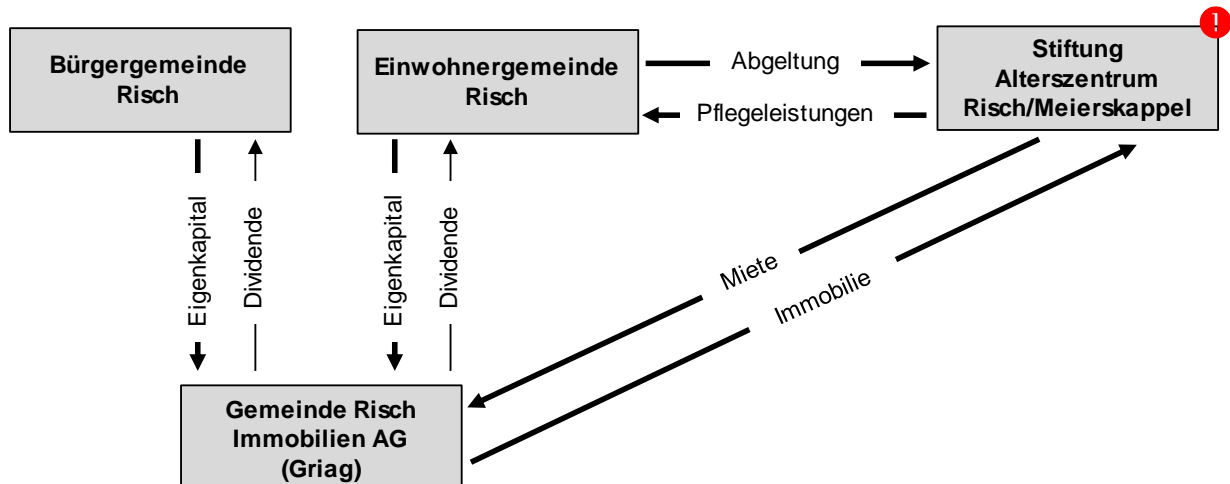 Bürgergemeinde
Risch
Einwohnergemeinde
Risch
Abgeltung
Pflegeleistungen
1
Stiftung
Alterszentrum
Risch/Meierskappel
Eigenkapital
Dividende
Eigenkapital
Dividende
Miete
Immobilie
Gemeinde Risch
Immobilien AG
(Griag)